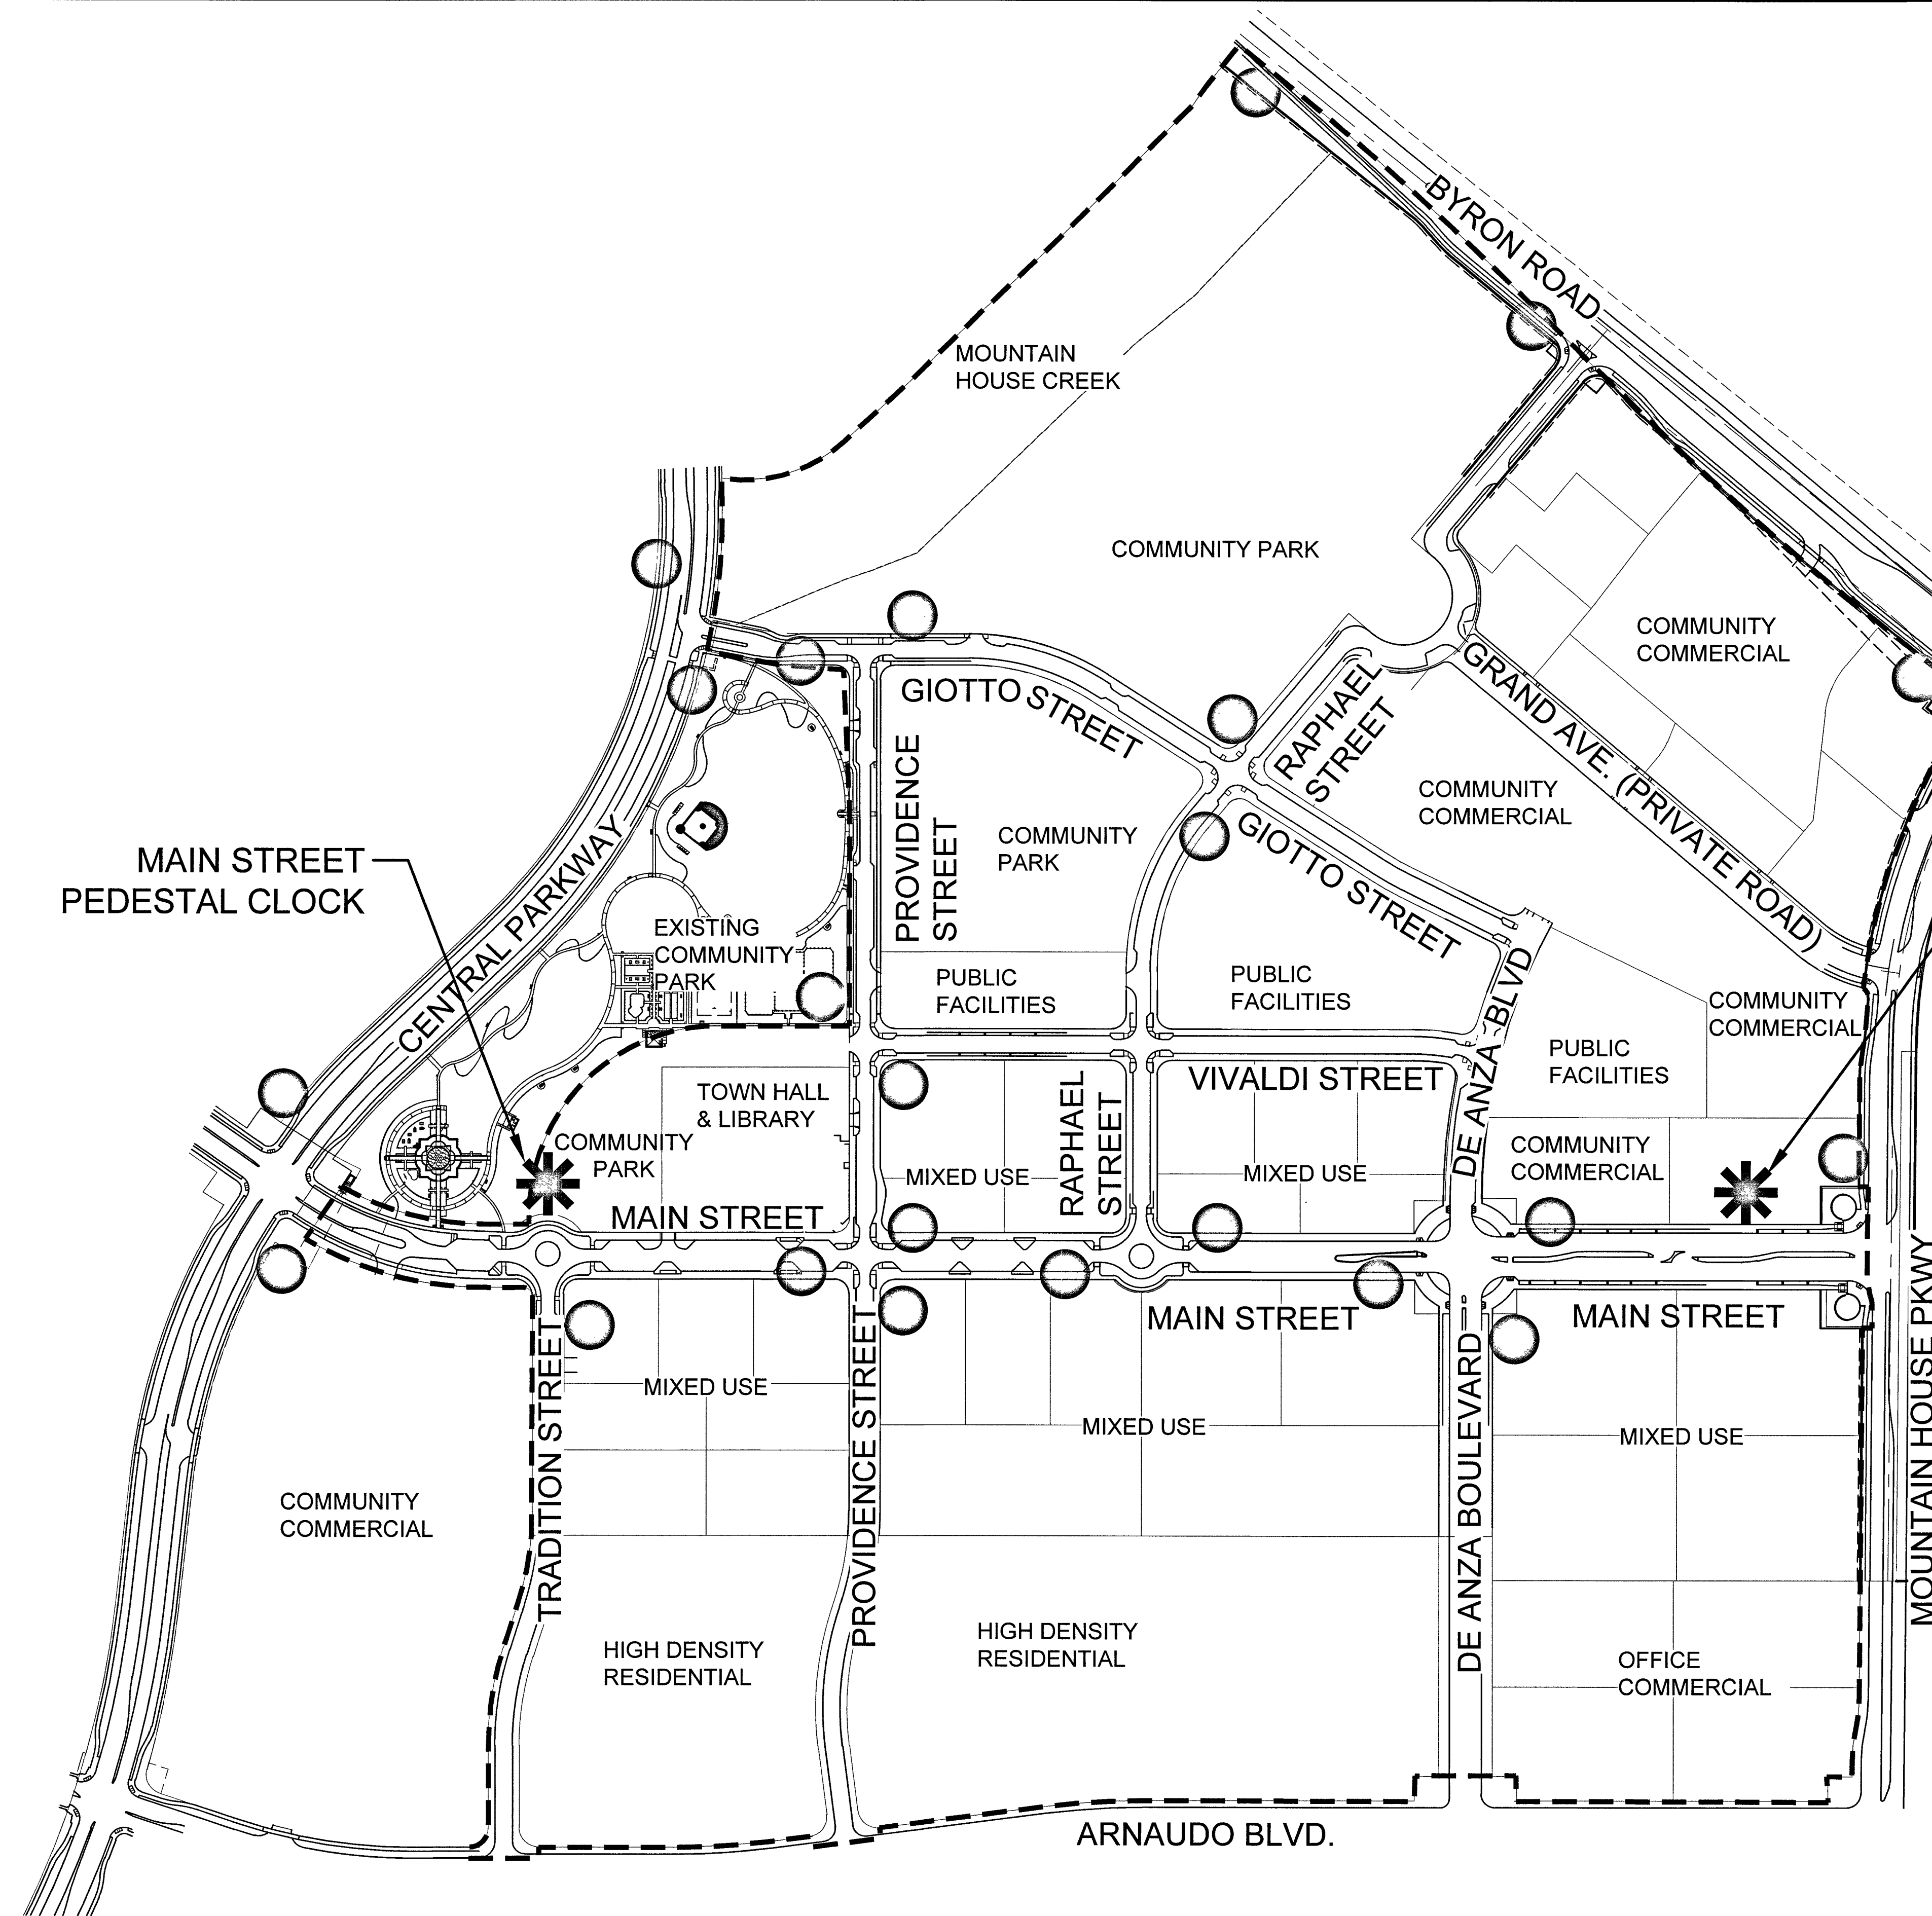 BYRON ROAD
MOUNTAIN
HOUSE CREEK
COMMUNITY PARK
COMMUNITY
COMMERCIAL
GIOTTO STREET
RAPHAEL
STREET
GRAND AVE. (PRIVATE ROAD)
PROVIDENCE
STREET
COMMUNITY
COMMERCIAL
COMMUNITY
PARK
GIOTTO STREET
MAIN STREET
PEDESTAL CLOCK
CENTRAL PARKWAY
EXISTING
COMMUNITY
PARK
PUBLIC
FACILITIES
PUBLIC
FACILITIES
DE ANZA BLVD
COMMUNITY
COMMERCIAL
PUBLIC
FACILITIES
VIVALDI STREET
TOWN HALL
& LIBRARY
RAPHAEL
STREET
DE ANZA BLVD
COMMUNITY
PARK
COMMUNITY
COMMERCIAL
MIXED USE
MIXED USE
MAIN STREET
MAIN STREET
MAIN STREET
MOUNTAIN HOUSE PKWY
TRADITION STREET
PROVIDENCE STREET
DE ANZA BOULEVARD
MIXED USE
MIXED USE
MIXED USE
COMMUNITY
COMMERCIAL
HIGH DENSITY
RESIDENTIAL
HIGH DENSITY
RESIDENTIAL
OFFICE
COMMERCIAL
ARNAUDO BLVD.